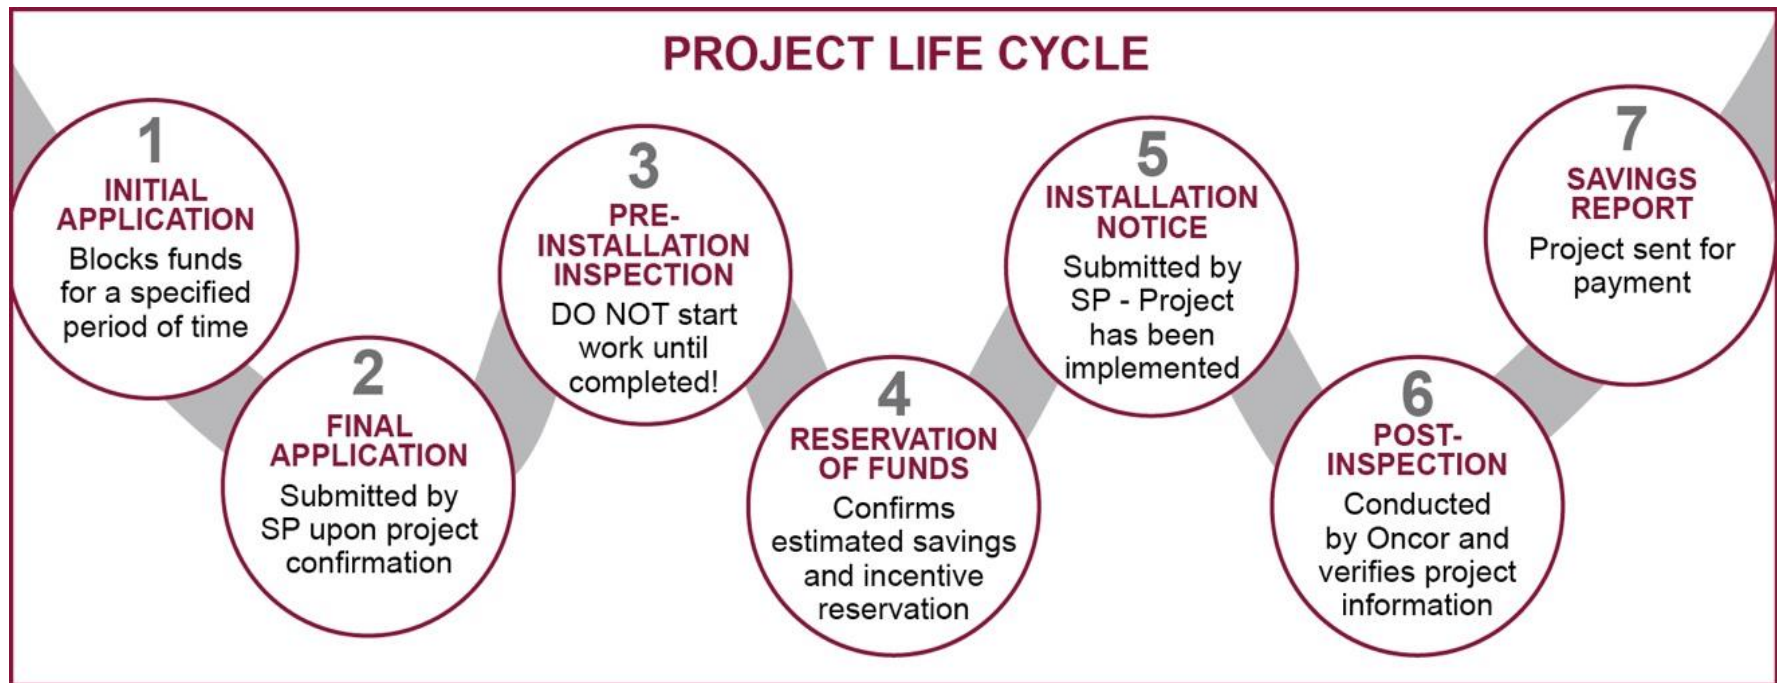 PROJECT LIFE CYCLE
1
INITIAL
APPLICATION
Blocks funds
for a specified
period of time
2
FINAL
APPLICATION
Submitted by
SP upon project
confirmation
3
PRE-
INSTALLATION
INSPECTION
DO NOT start
work until
completed!
4
RESERVATION
OF FUNDS
Confirms
estimated savings
and incentive
reservation
5
INSTALLATION
NOTICE
Submitted by
SP - Project
has been
implemented
6
POST-
INSPECTION
Conducted
by Oncor and
verifies project
information
7
SAVINGS
REPORT
Project sent for
payment